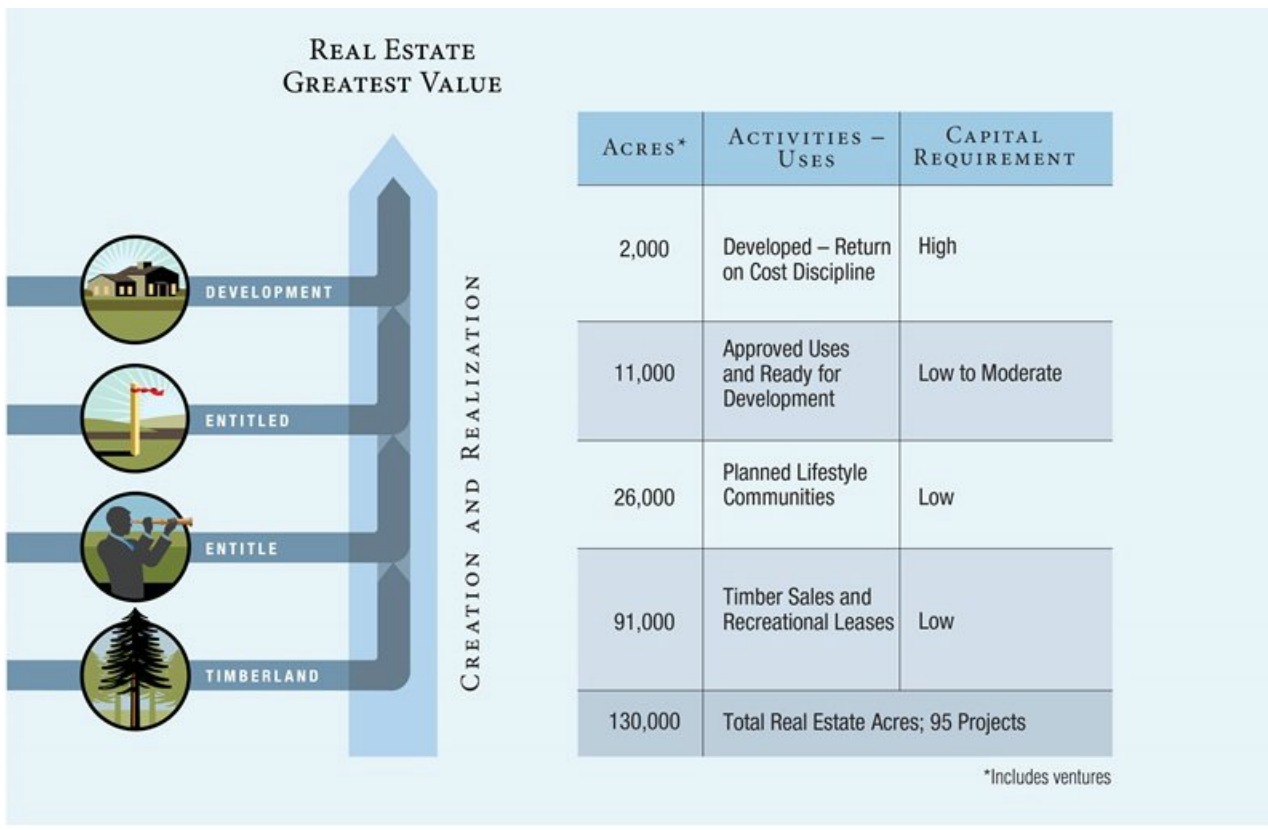 REAL ESTATE
GREATEST VALUE
DEVELOPMENT
ENTITLED
ENTITLE
TIMBERLAND
CREATION AND REALIZATION
ACRES* ACTIVITIES – USES CAPITAL REQUIREMENT
2,000 Developed – Return on Cost Discipline High
11,000 Approved Uses and Ready for Development Low to Moderate
26,000 Planned Lifestyle Communities Low
91,000 Timber Sales and Recreational Leases Low
130,000 Total Real Estate Acres; 95 Projects
*Includes ventures